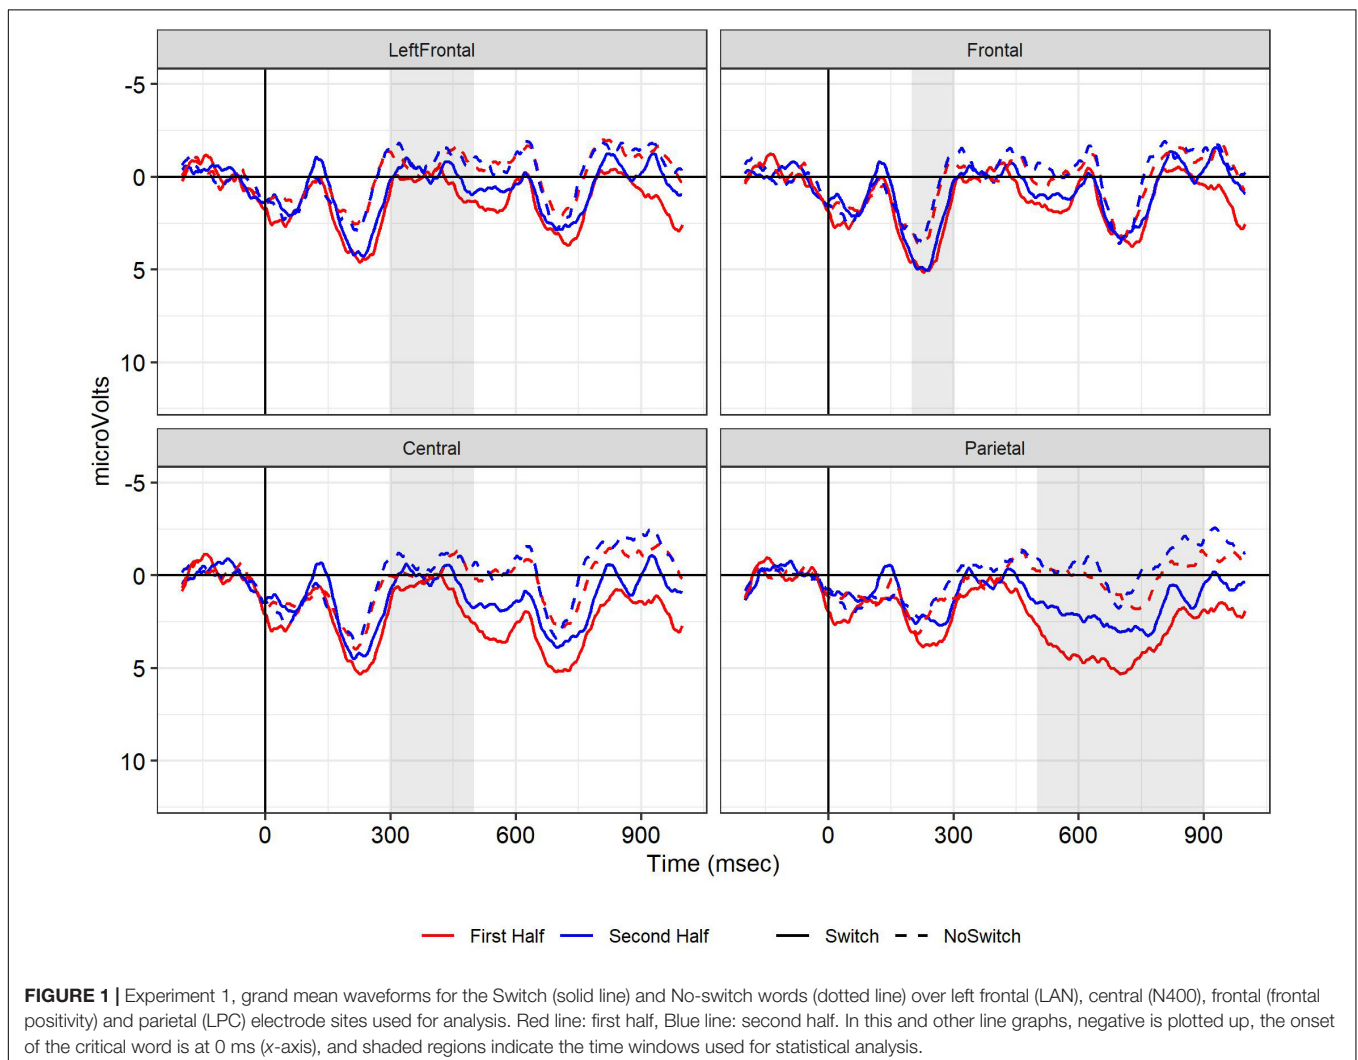 LeftFrontal
Frontal
-5
0
5
10
Central
Parietal
-5
0
5
10
microVolts
0
300
600
900
0
300
600
900
Time (msec)
First Half
Second Half
Switch
NoSwitch
FIGURE 1 | Experiment 1, grand mean waveforms for the Switch (solid line) and No-switch words (dotted line) over left frontal (LAN), central (N400), frontal (frontal
positivity) and parietal (LPC) electrode sites used for analysis. Red line: first half, Blue line: second half. In this and other line graphs, negative is plotted up, the onset
of the critical word is at 0 ms (x-axis), and shaded regions indicate the time windows used for statistical analysis.